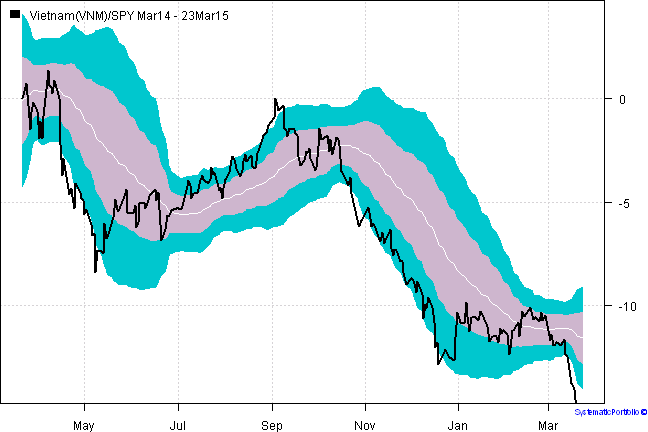 Vietnam(VNM)/SPY Mar14 - 23Mar15
0
-5
-10
May Jul Sep Nov Jan Mar
SystematicPortfolio ©